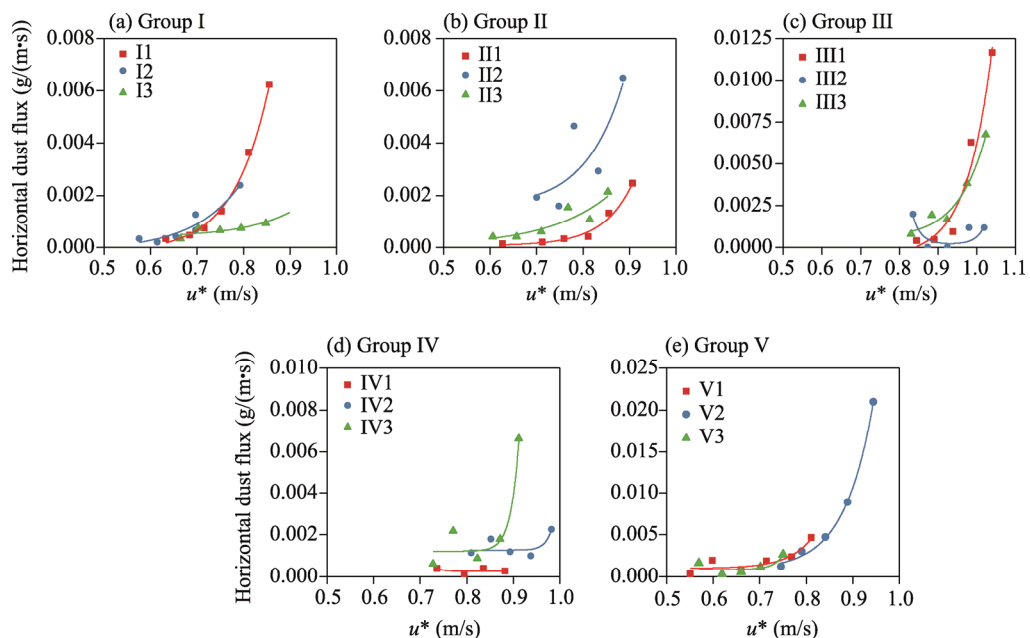 (a) Group I
(b) Group II
(c) Group III
Horizontal dust flux (g/(m•s))
0.008
0.006
0.004
0.002
0.000
I1
I2
I3
0.5 0.6 0.7 0.8 0.9 1.0
u* (m/s)
0.008
0.006
0.004
0.002
0.000
II1
II2
II3
0.5 0.6 0.7 0.8 0.9 1.0
u* (m/s)
0.0125
0.0100
0.0075
0.0050
0.0025
0.0000
III1
III2
III3
0.5 0.6 0.7 0.8 0.9 1.0 1.1
u* (m/s)
(d) Group IV
(e) Group V
Horizontal dust flux (g/(m•s))
0.010
0.008
0.006
0.004
0.002
0.000
IV1
IV2
IV3
0.5 0.6 0.7 0.8 0.9 1.0
u* (m/s)
0.025
0.020
0.015
0.010
0.005
0.000
V1
V2
V3
0.5 0.6 0.7 0.8 0.9 1.0
u* (m/s)